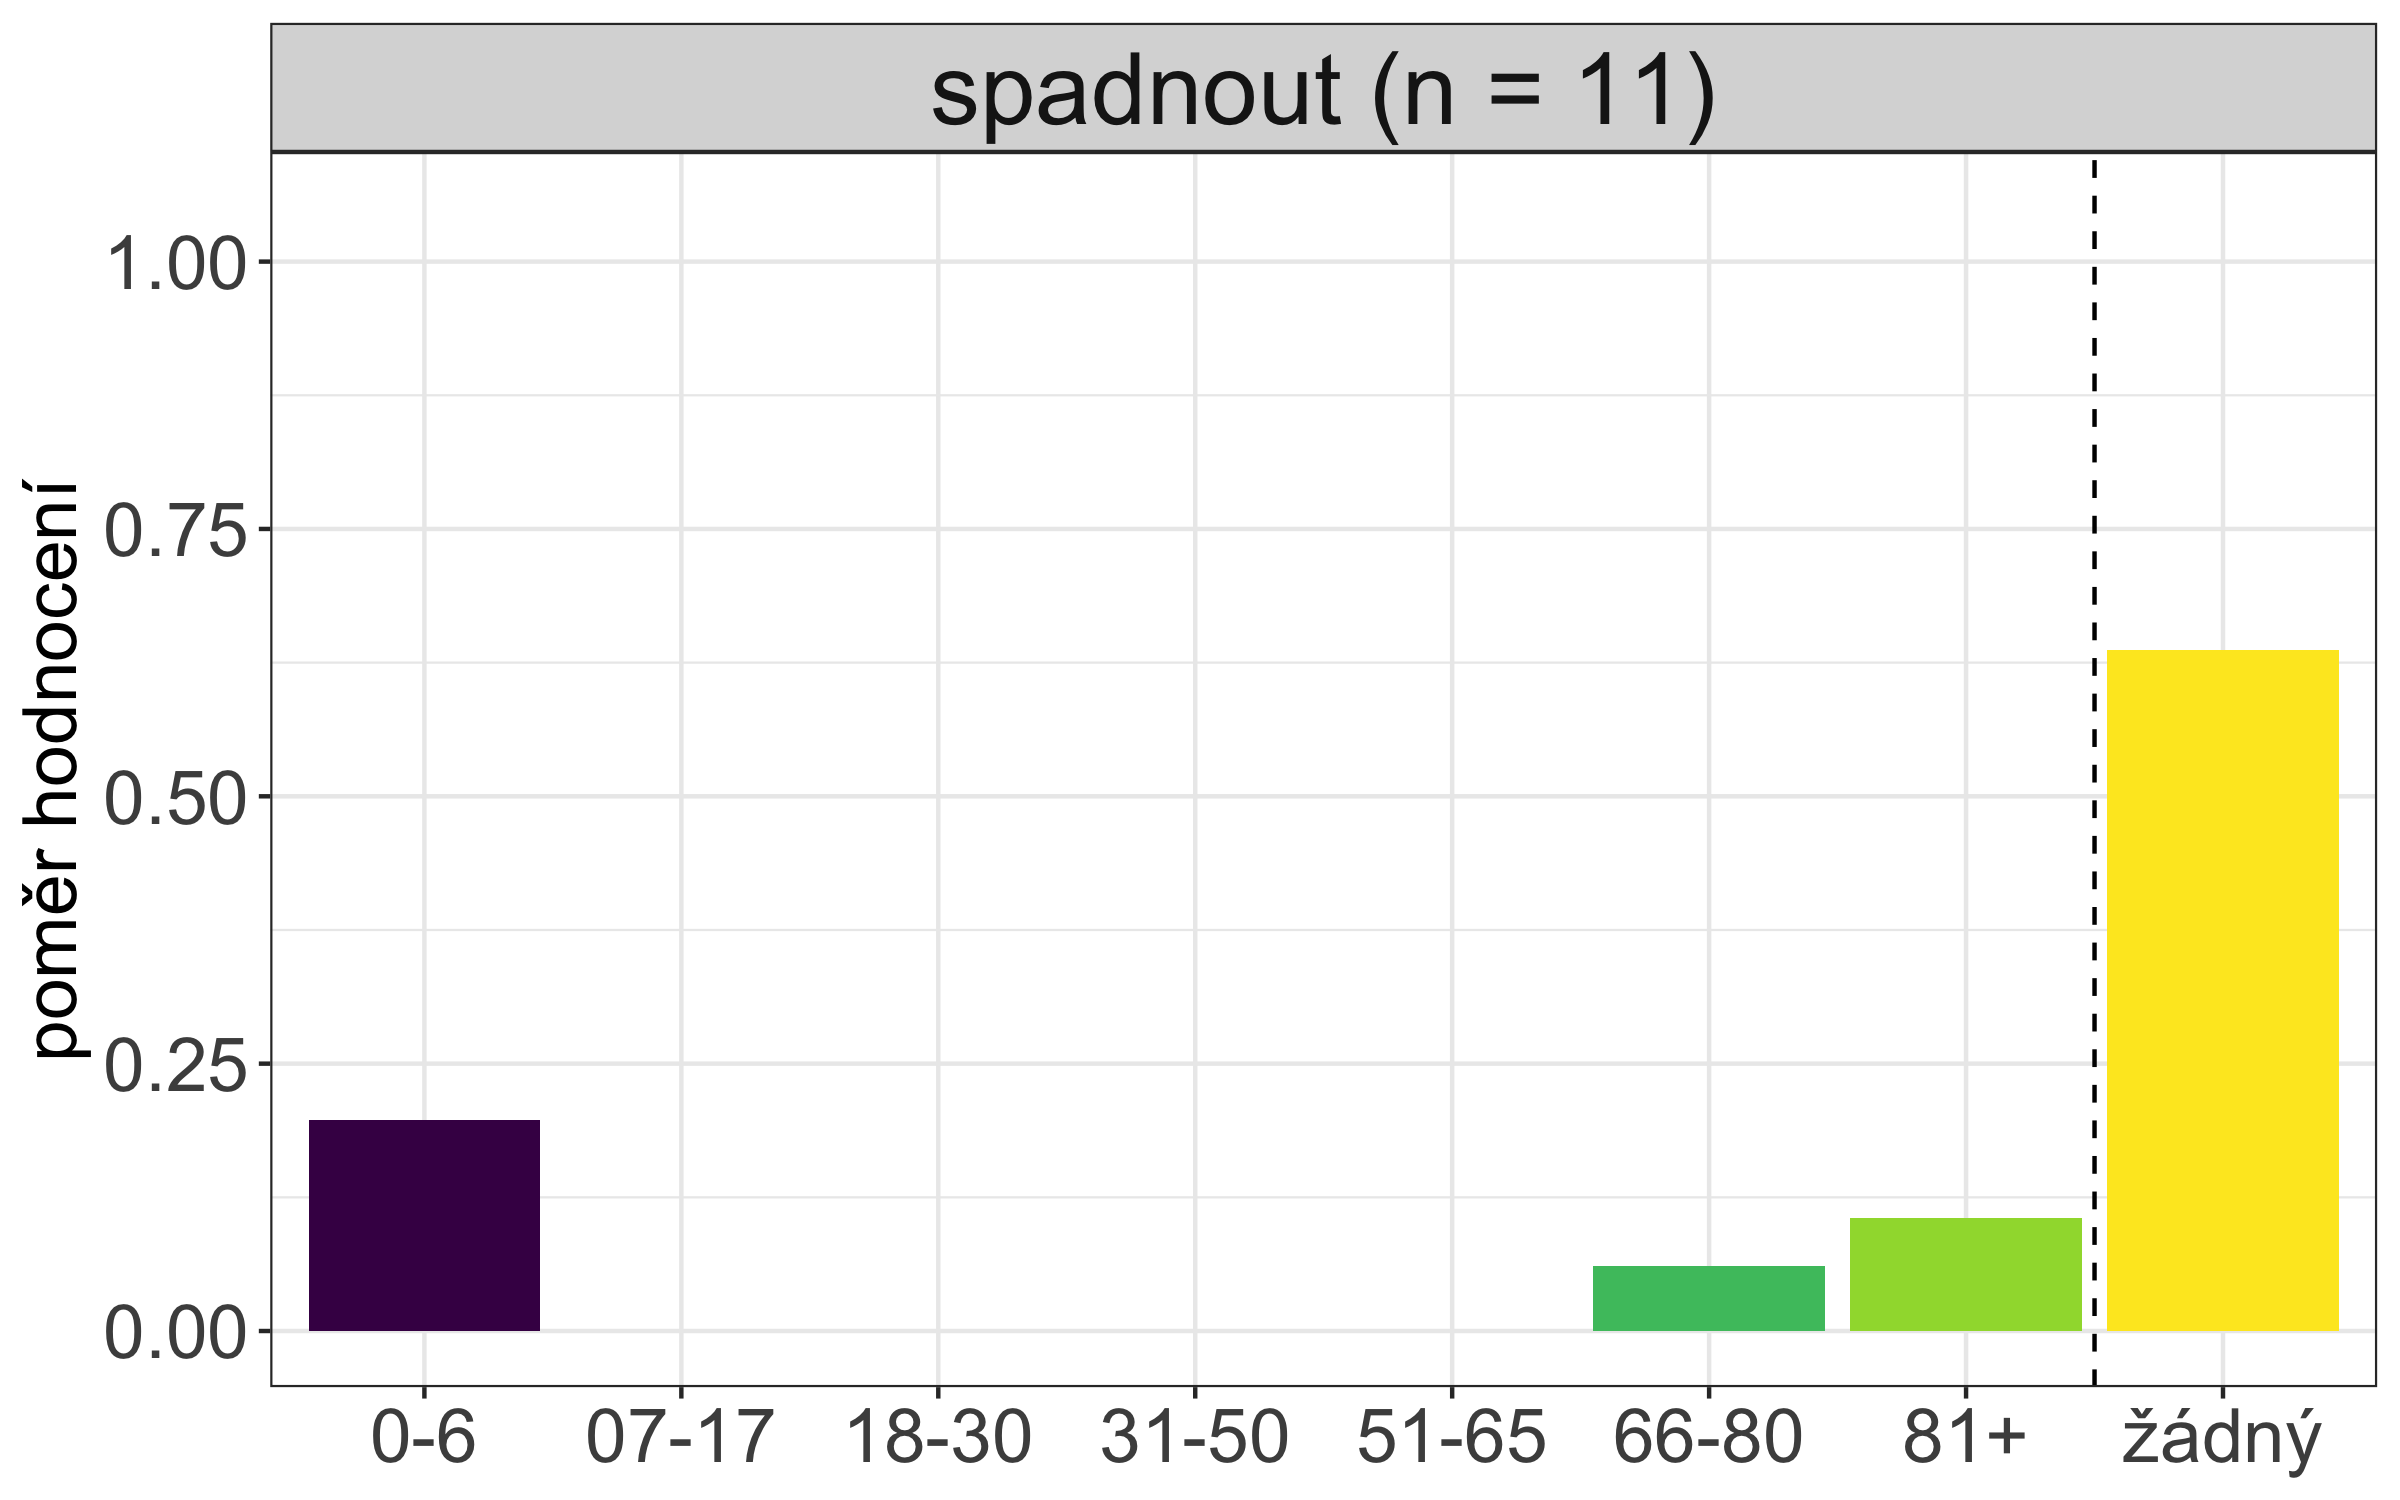 spadnout (n = 11)
poměr hodnocení
1.00
0.75
0.50
0.25
0.00
0-6 07-17 18-30 31-50 51-65 66-80 81+ žádný